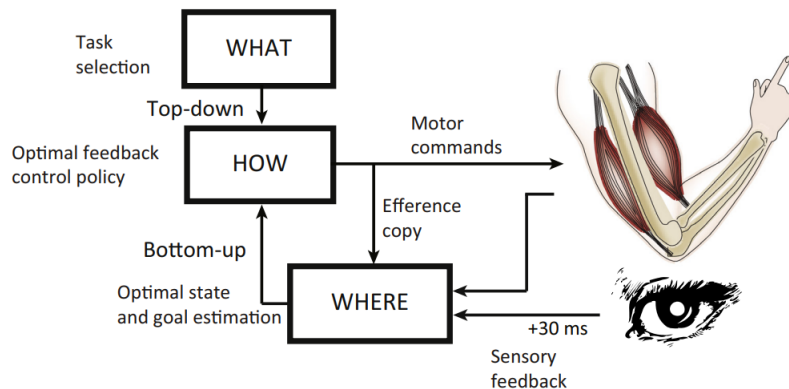 Task
selection
WHAT
Top-down
Optimal feedback
control policy
HOW
Motor
commands
Efference
copy
Bottom-up
Optimal state
and goal estimation
WHERE
+30 ms
Sensory
feedback